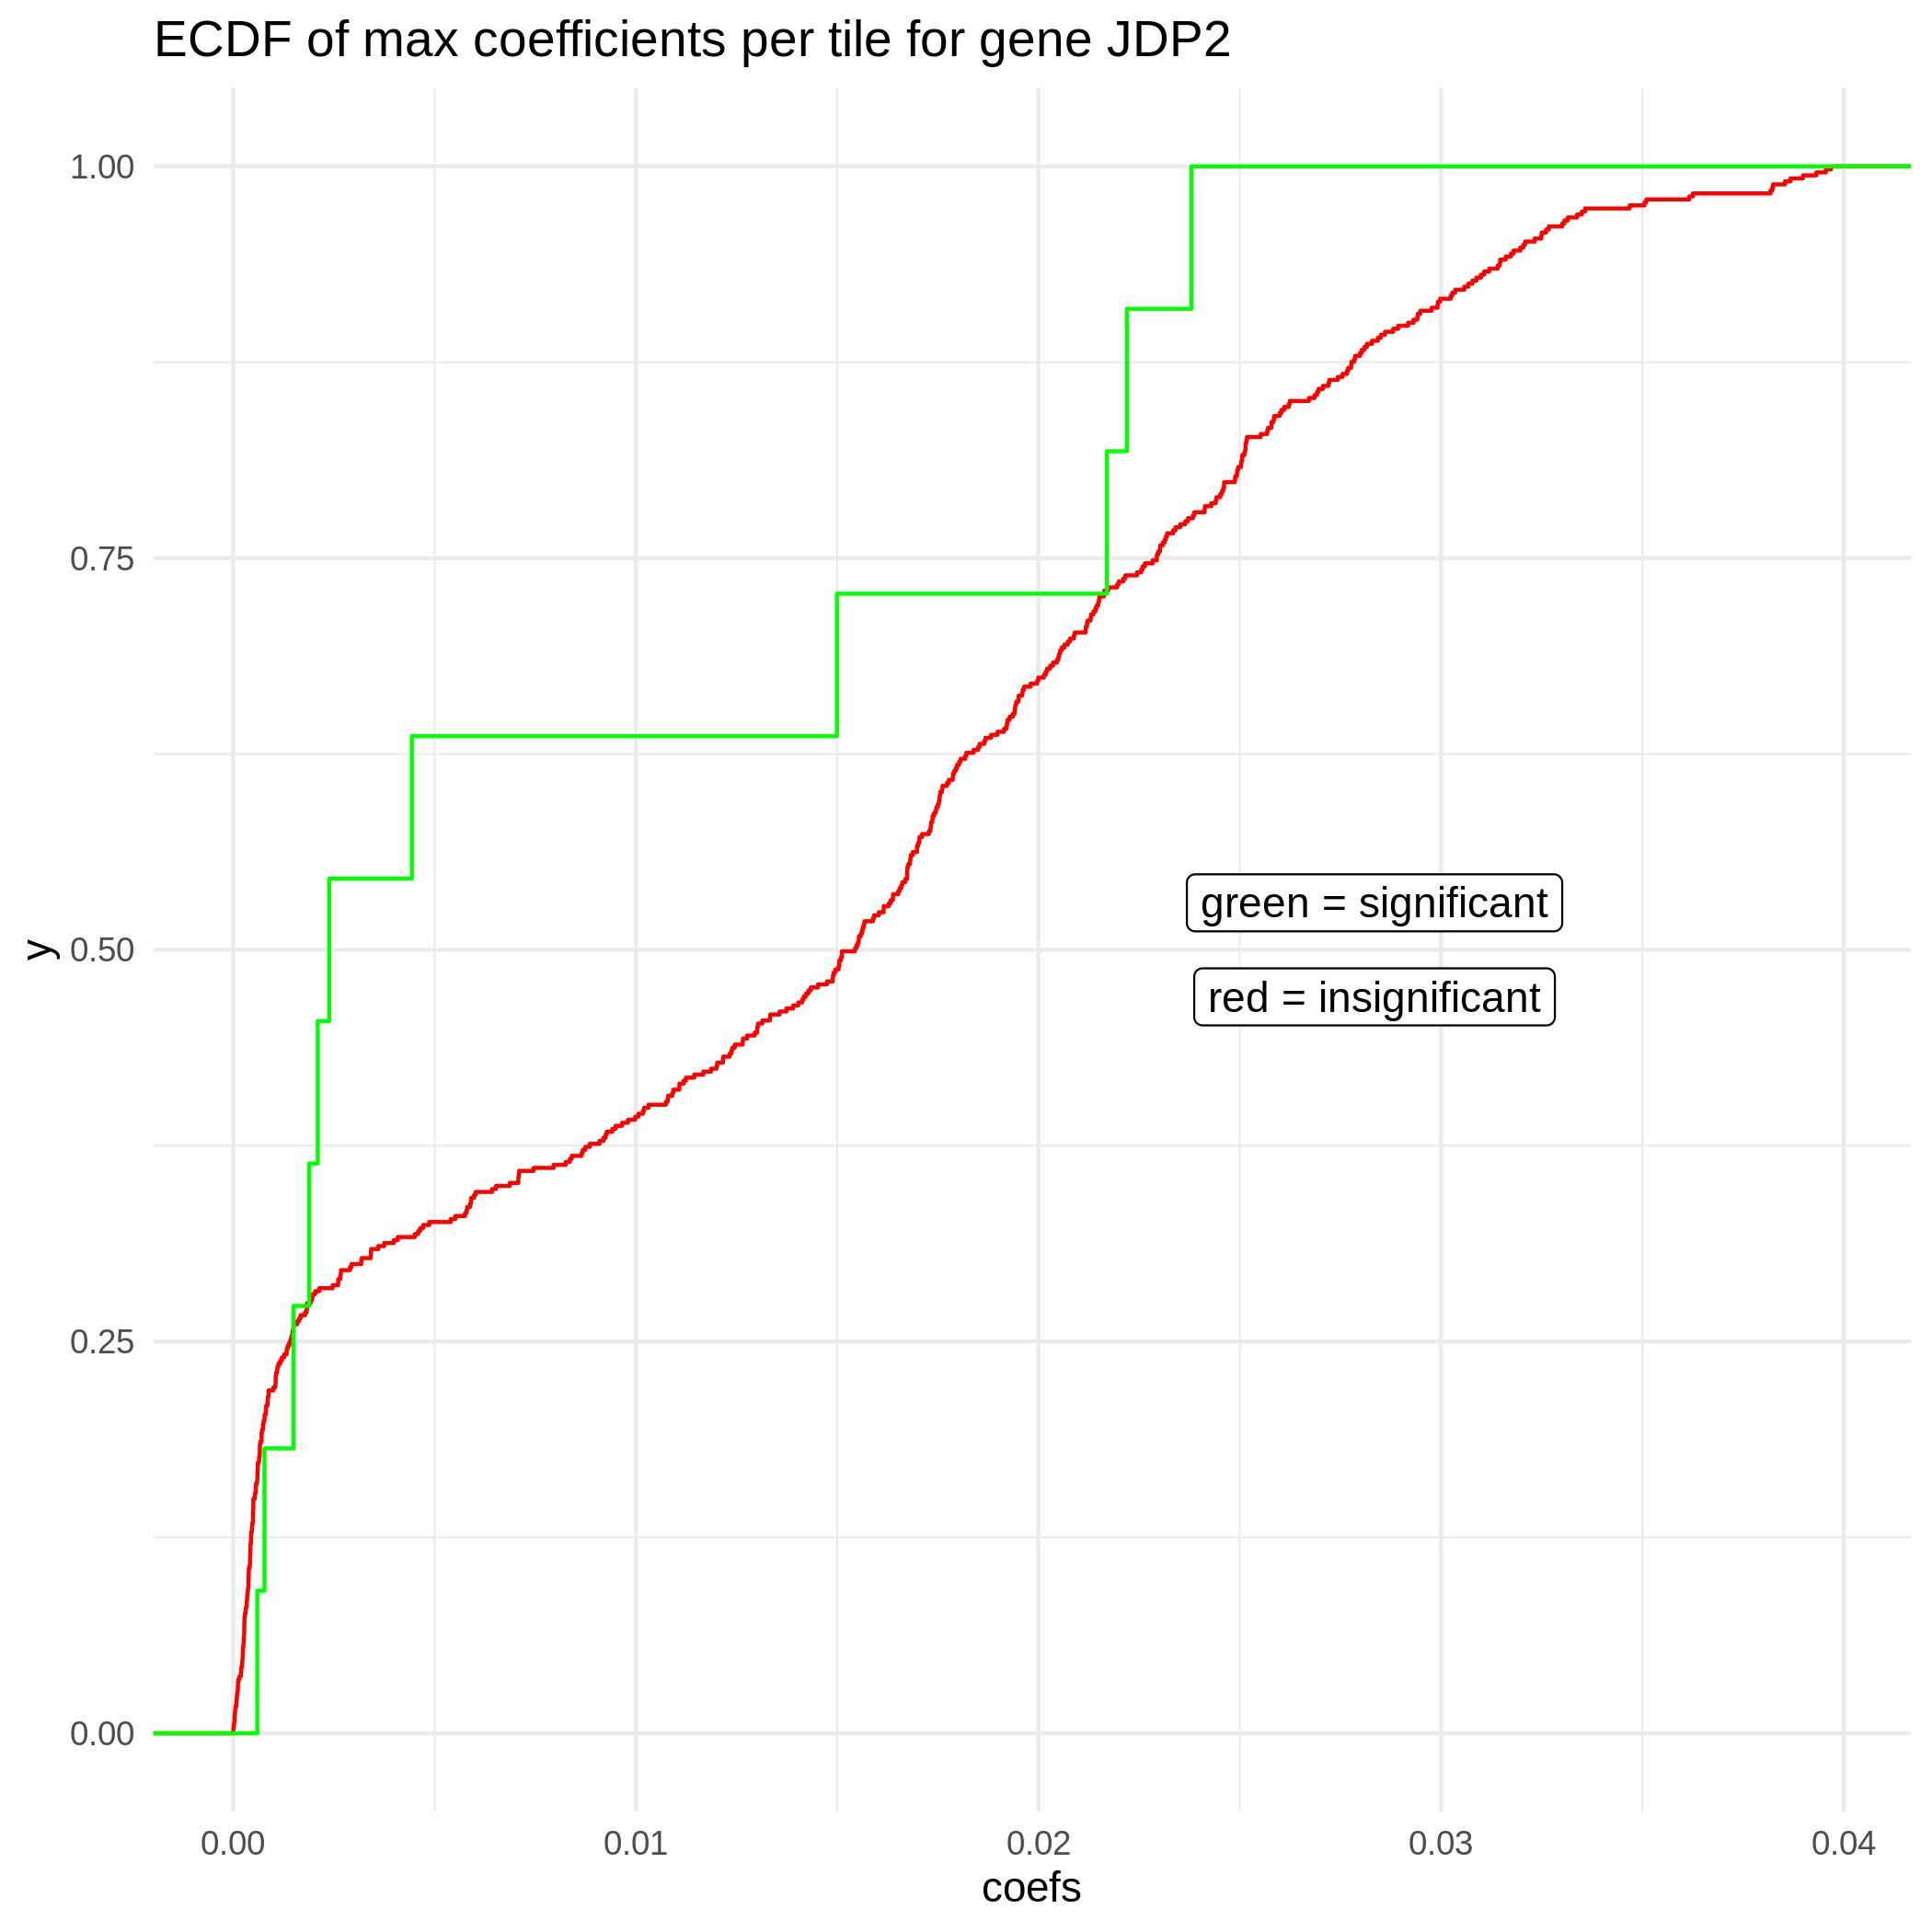 ECDF of max coefficients per tile for gene JDP2
1.00
0.75
0.50
0.25
0.00
y
green = significant
red = insignificant
0.00 0.01 0.02 0.03 0.04
coefs